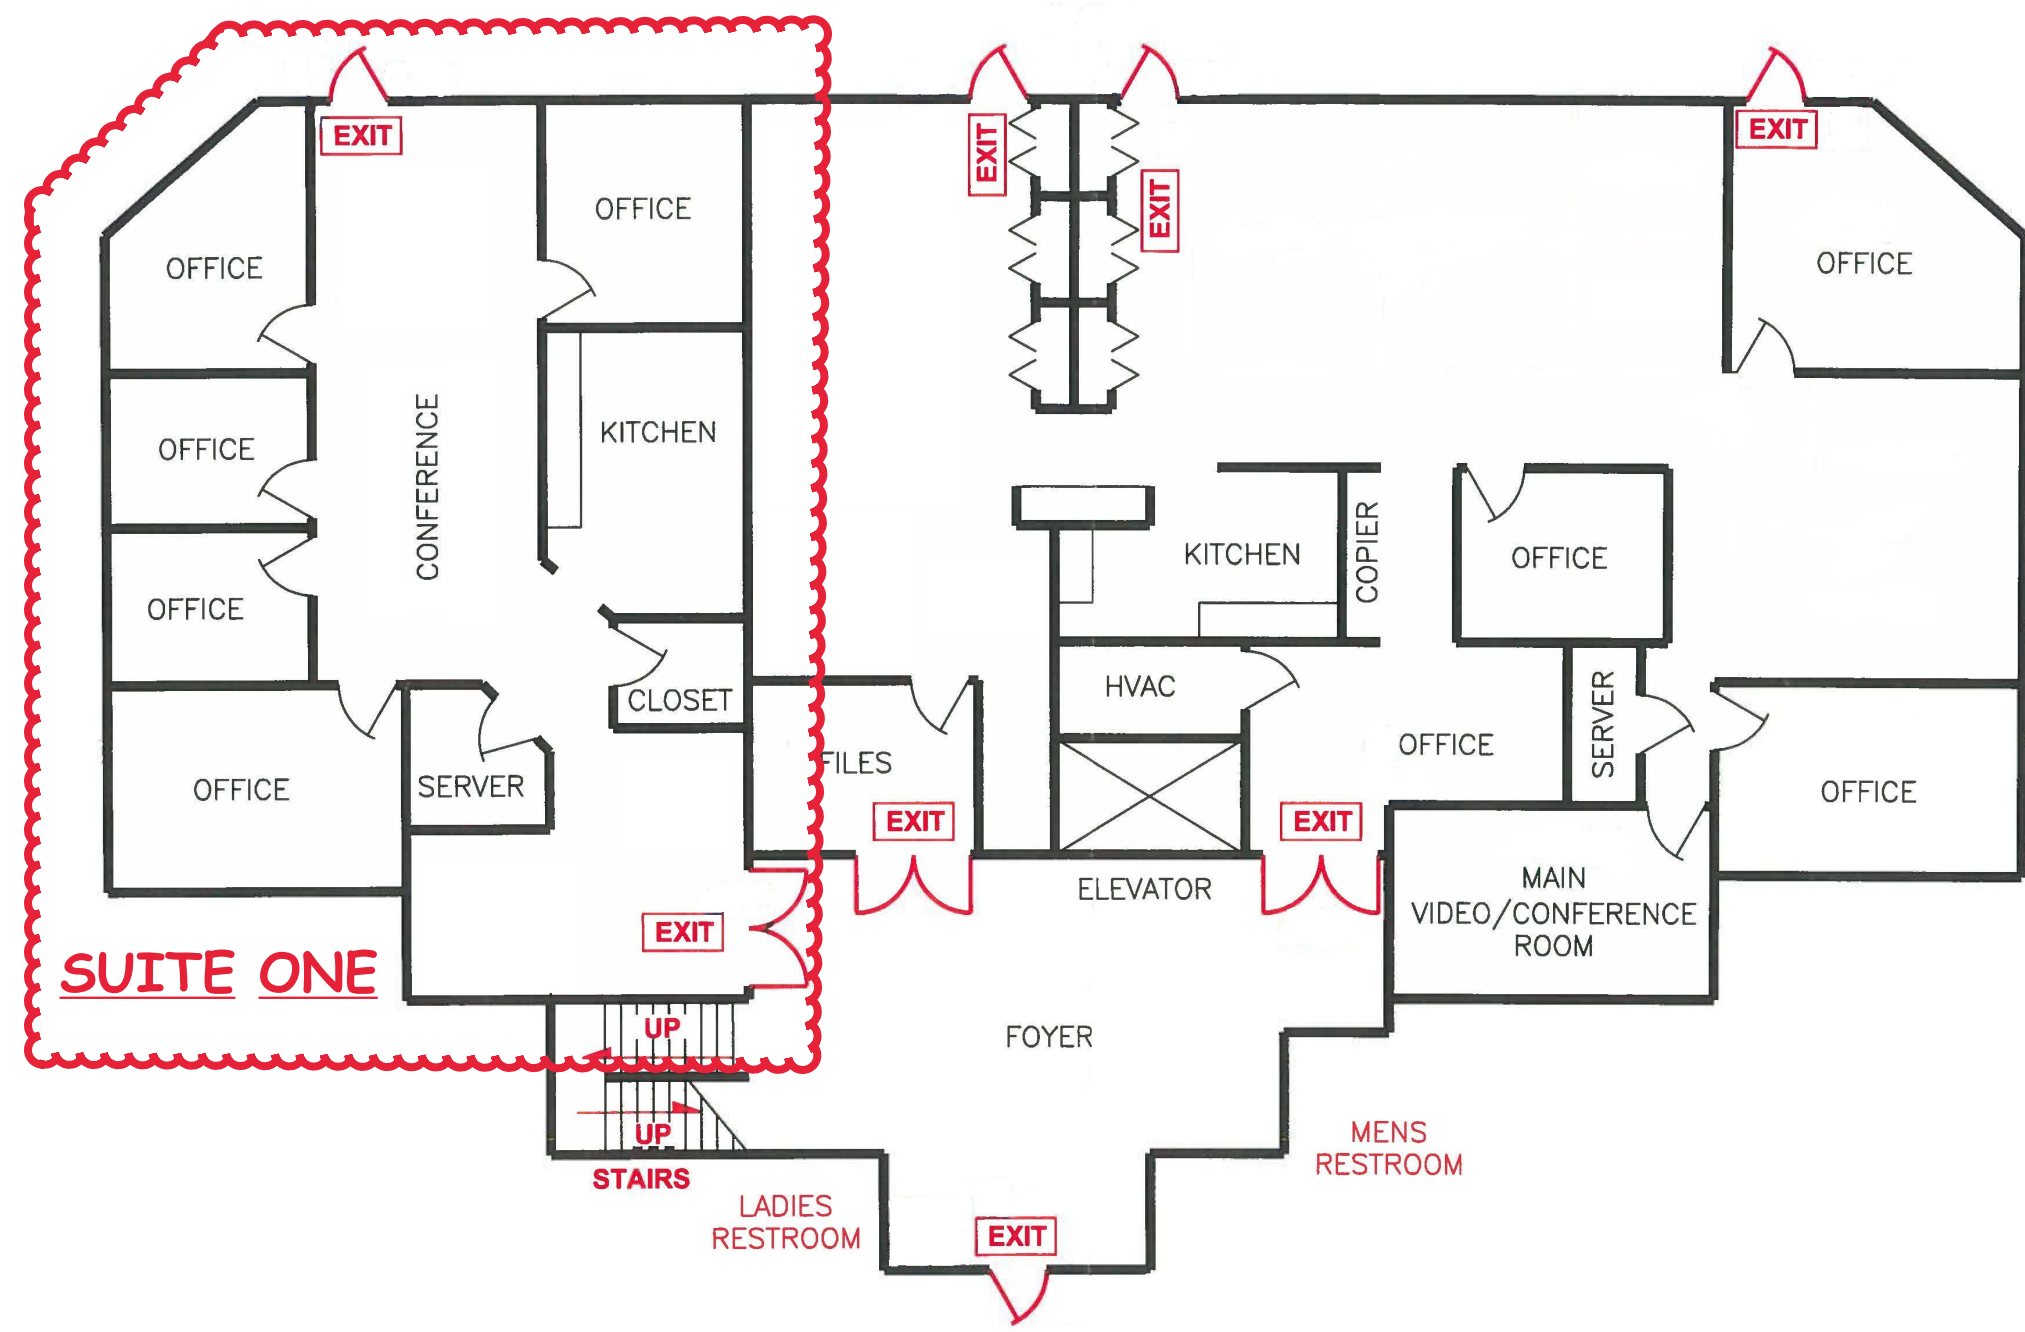 EXIT
EXIT
EXIT
EXIT
OFFICE
OFFICE
OFFICE
OFFICE
CONFERENCE
KITCHEN
OFFICE
KITCHEN
COPIER
OFFICE
OFFICE
CLOSET
HVAC
SERVER
OFFICE
SERVER
FILES
OFFICE
OFFICE
EXIT
EXIT
ELEVATOR
MAIN
VIDEO/CONFERENCE
ROOM
EXIT
SUITE ONE
UP
FOYER
UP
STAIRS
MENS
RESTROOM
LADIES
RESTROOM
EXIT